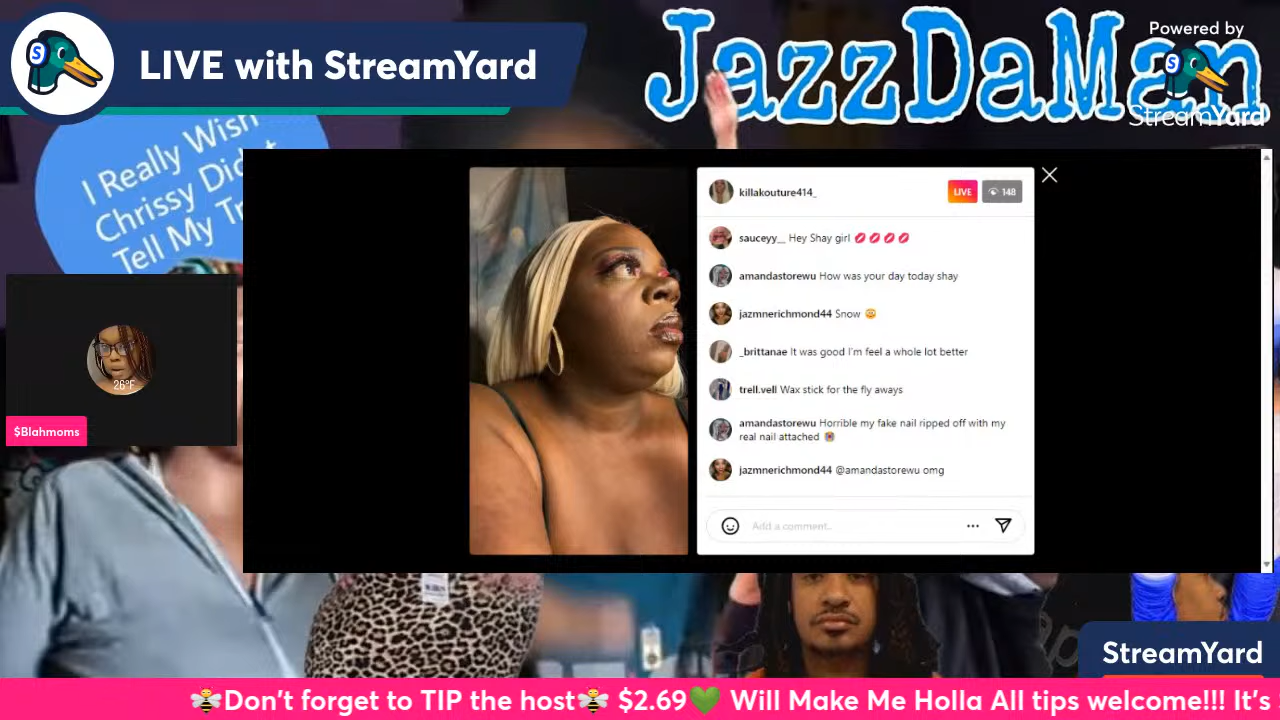 LIVE with StreamYard
JazzDaMan
Powered by
StreamYard
I Really Wish
Chrissy Did
Tell My
26°F
$Blahmoms
killakouture414_
LIVE
148
sauceyy__ Hey Shay girl 💋 💋 💋 💋
amandastorewu How was your day today shay
jazmnerichmond44 Snow 😳
_brittanae It was good I'm feel a whole lot better
trell.vell Wax stick for the fly aways
amandastorewu Horrible my fake nail ripped off with my
real nail attached 😭
jazmnerichmond44 @amandastorewu omg
Add a comment...
StreamYard
🐝Don't forget to TIP the host🐝 $2.69💚 Will Make Me Holla All tips welcome!!! It's